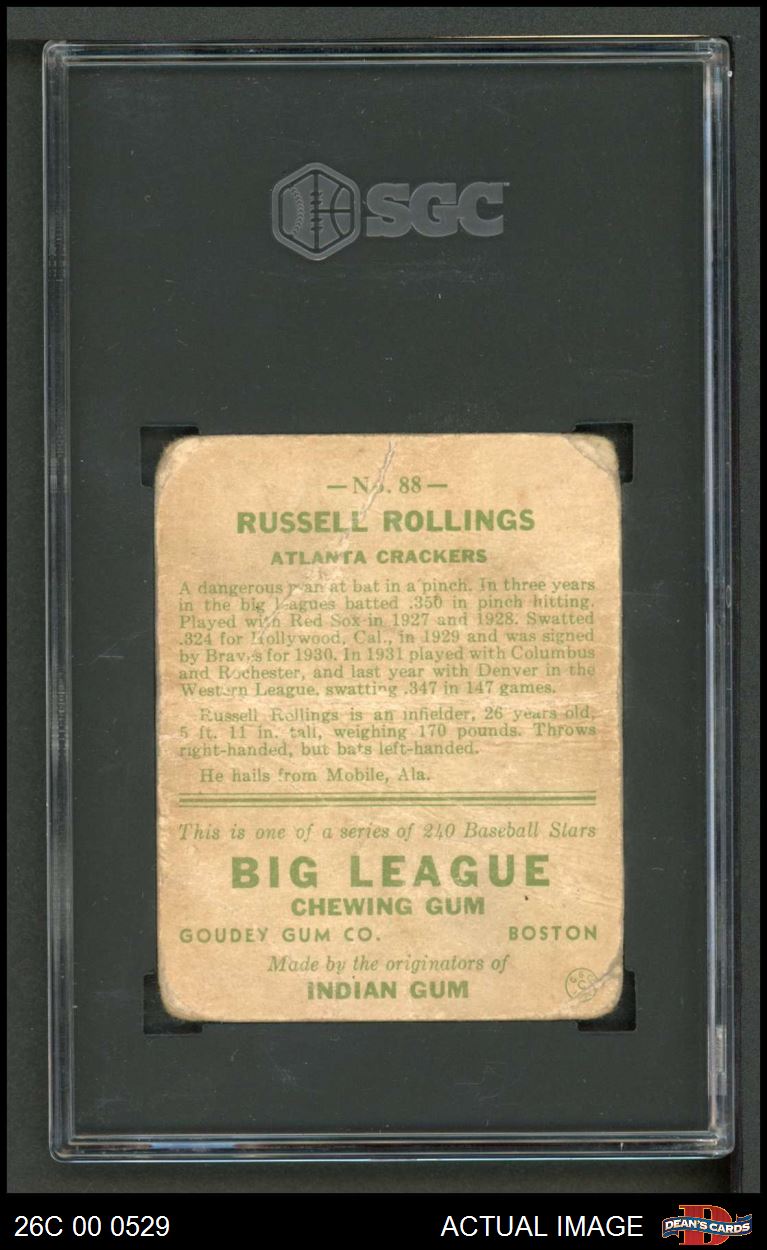 SGC
— No. 88 —
RUSSELL ROLLINGS
ATLANTA CRACKERS
A dangerous man at bat in a pinch. In three years
in the big leagues batted .350 in pinch hitting.
Played with Red Sox in 1927 and 1928. Swatted
.324 for Hollywood, Cal., in 1929 and was signed
by Braves for 1930. In 1931 played with Columbus
and Rochester, and last year with Denver in the
Western League, swatting .347 in 147 games.
Russell Rollings is an infielder, 26 years old,
5 ft. 11 in. tall, weighing 170 pounds. Throws
right-handed, but bats left-handed.
He hails from Mobile, Ala.
This is one of a series of 240 Baseball Stars
BIG LEAGUE
CHEWING GUM
GOUDEY GUM CO. BOSTON
Made by the originators of
INDIAN GUM
26C 00 0529 ACTUAL IMAGE DEAN'S CARDS